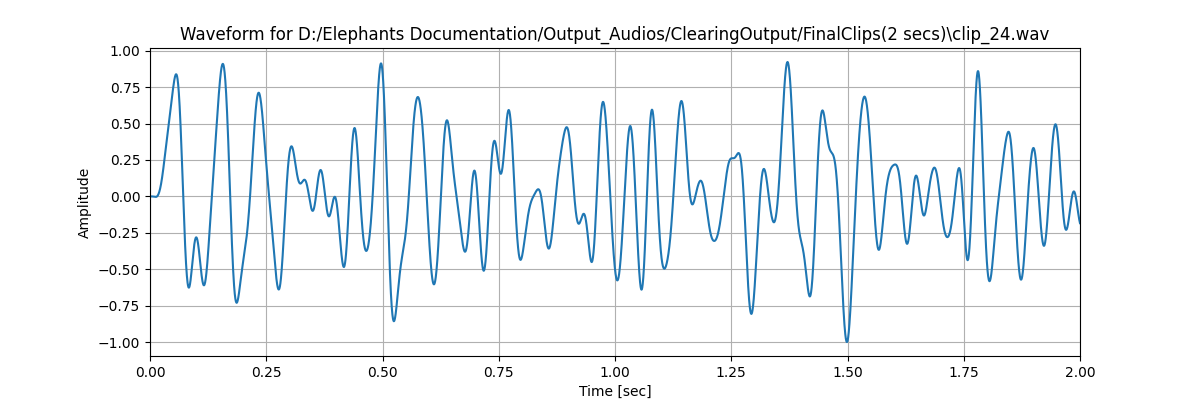 Waveform for D:/Elephants Documentation/Output_Audios/ClearingOutput/FinalClips(2 secs)\clip_24.wav
Amplitude
1.00
0.75
0.50
0.25
0.00
−0.25
−0.50
−0.75
−1.00
0.00 0.25 0.50 0.75 1.00 1.25 1.50 1.75 2.00
Time [sec]